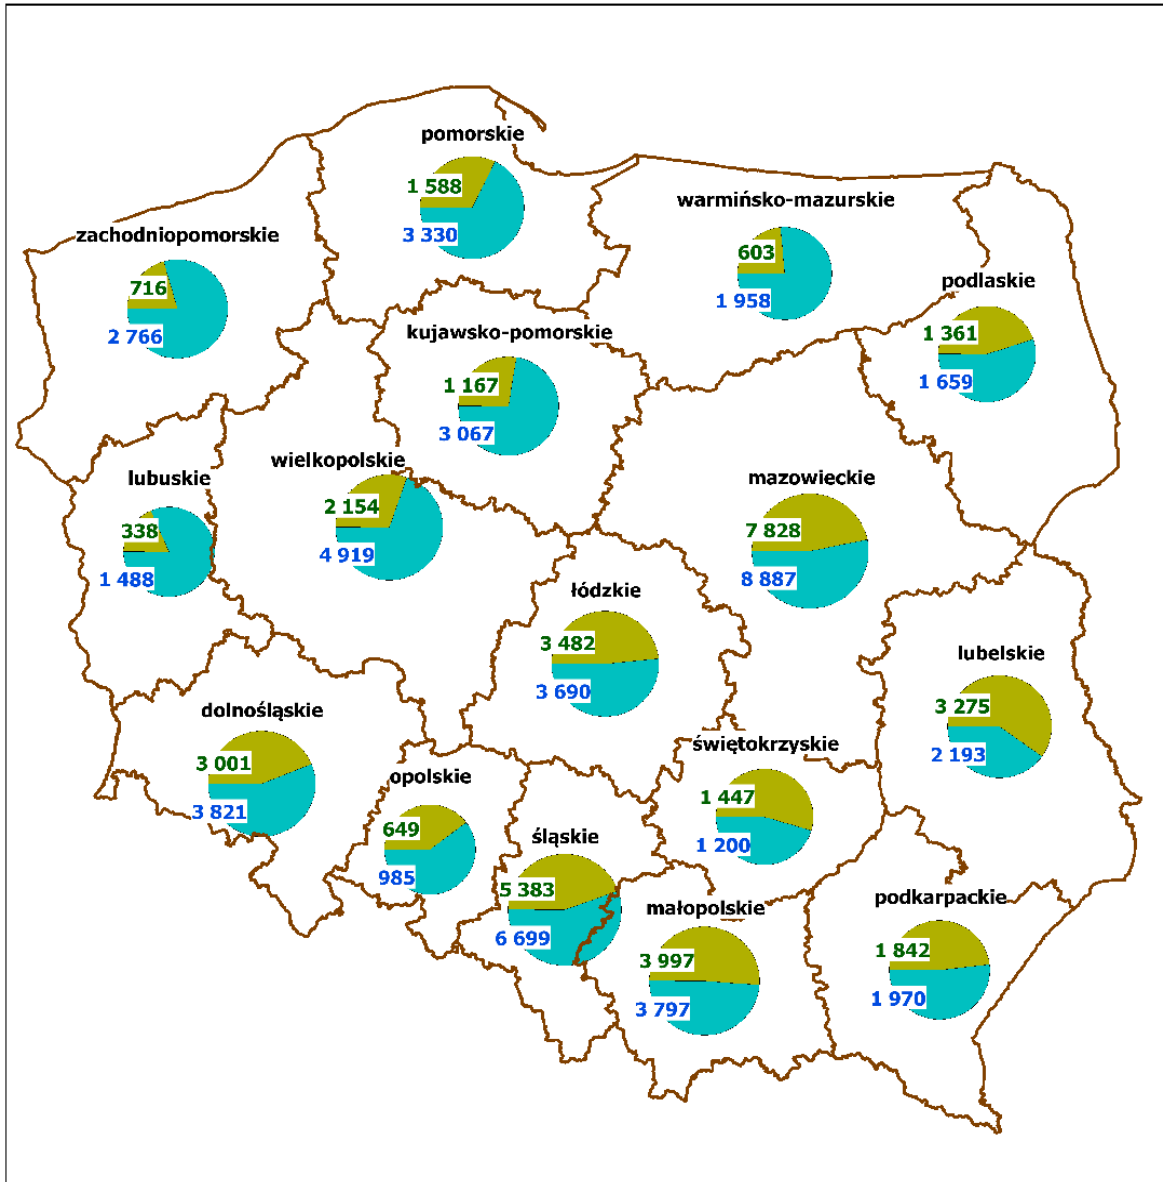 pomorskie
1 588
3 330
warmińsko-mazurskie
603
1 958
zachodniopomorskie
716
2 766
podlaskie
1 361
1 659
kujawsko-pomorskie
1 167
3 067
wielkopolskie
2 154
4 919
lubuskie
338
1 488
mazowieckie
7 828
8 887
łódzkie
3 482
3 690
lubelskie
3 275
2 193
dolnośląskie
3 001
3 821
opolskie
649
985
świętokrzyskie
1 447
1 200
śląskie
5 383
6 699
małopolskie
3 997
3 797
podkarpackie
1 842
1 970